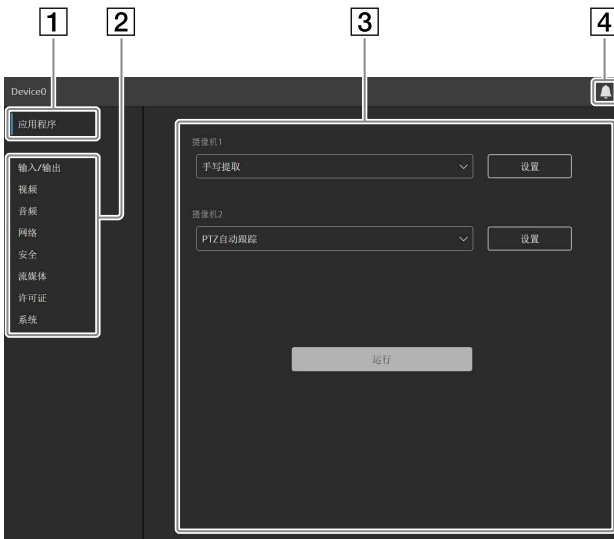 1 2 3 4
Device0
应用程序
输入/输出
视频
音频
网络
安全
流媒体
许可证
系统
摄像机1
手写提取 设置
摄像机2
PTZ自动跟踪 设置
运行